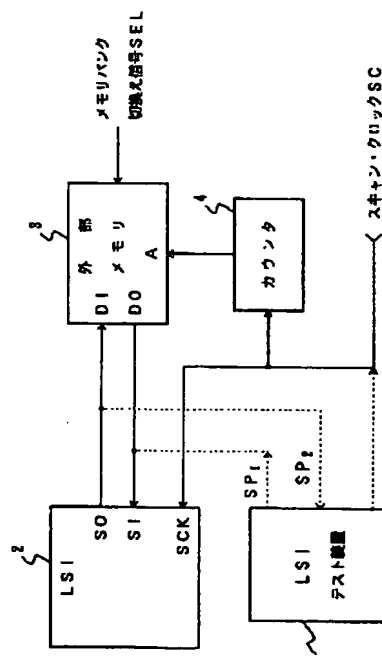 2
LSI
SO
SI
SCK
3
外部
メモリ
DI
DO
A
メモリバンク
切換え信号SEL
4
カウンタ
SP1
SP2
LSI
テスト装置
スキャン・クロックSC